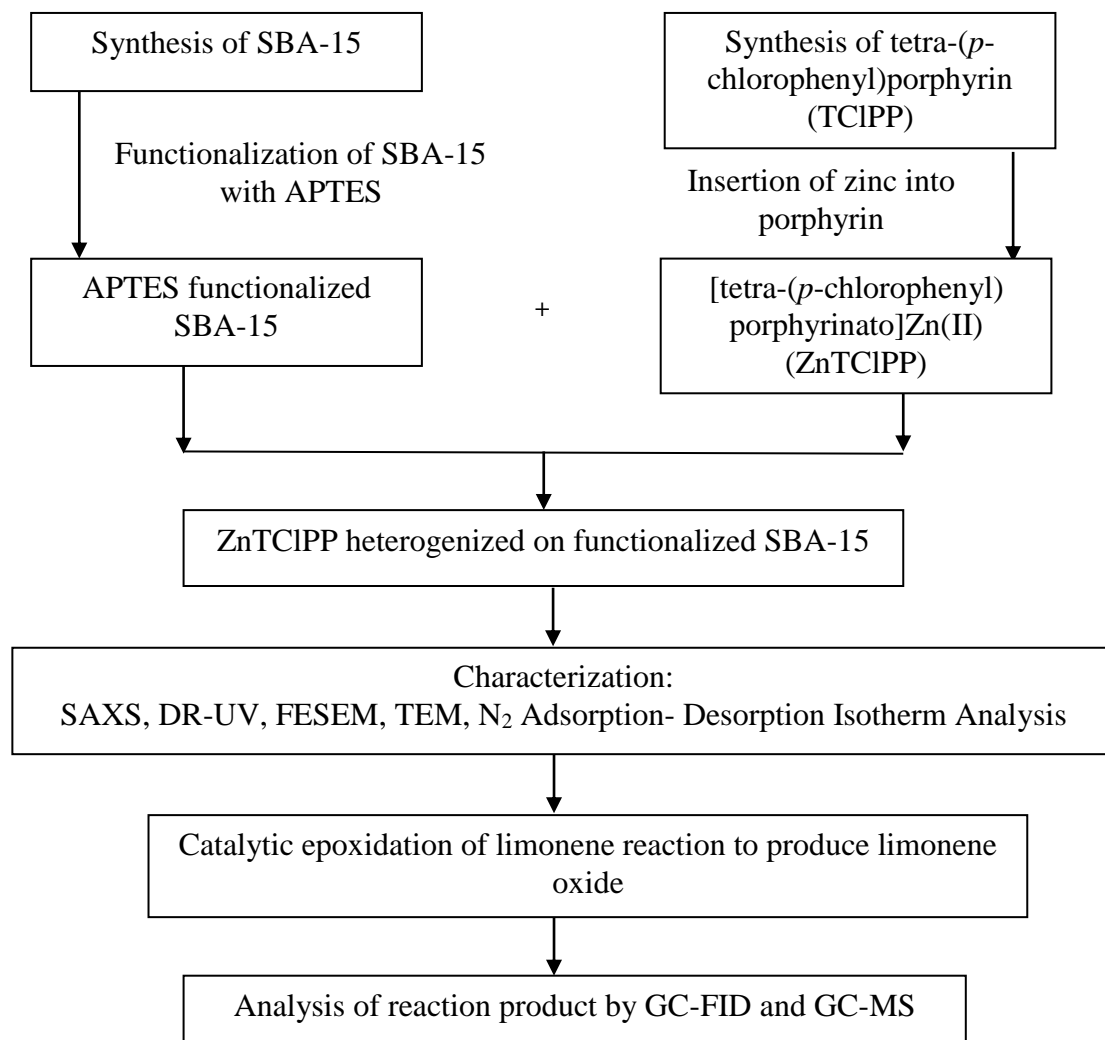 Synthesis of SBA-15
Synthesis of tetra-(p-
chlorophenyl)porphyrin
(TClPP)
Functionalization of SBA-15
with APTES
Insertion of zinc into
porphyrin
APTES functionalized
SBA-15
+
[tetra-(p-chlorophenyl)
porphyrinato]Zn(II)
(ZnTClPP)
ZnTClPP heterogenized on functionalized SBA-15
Characterization:
SAXS, DR-UV, FESEM, TEM, N₂ Adsorption- Desorption Isotherm Analysis
Catalytic epoxidation of limonene reaction to produce limonene
oxide
Analysis of reaction product by GC-FID and GC-MS